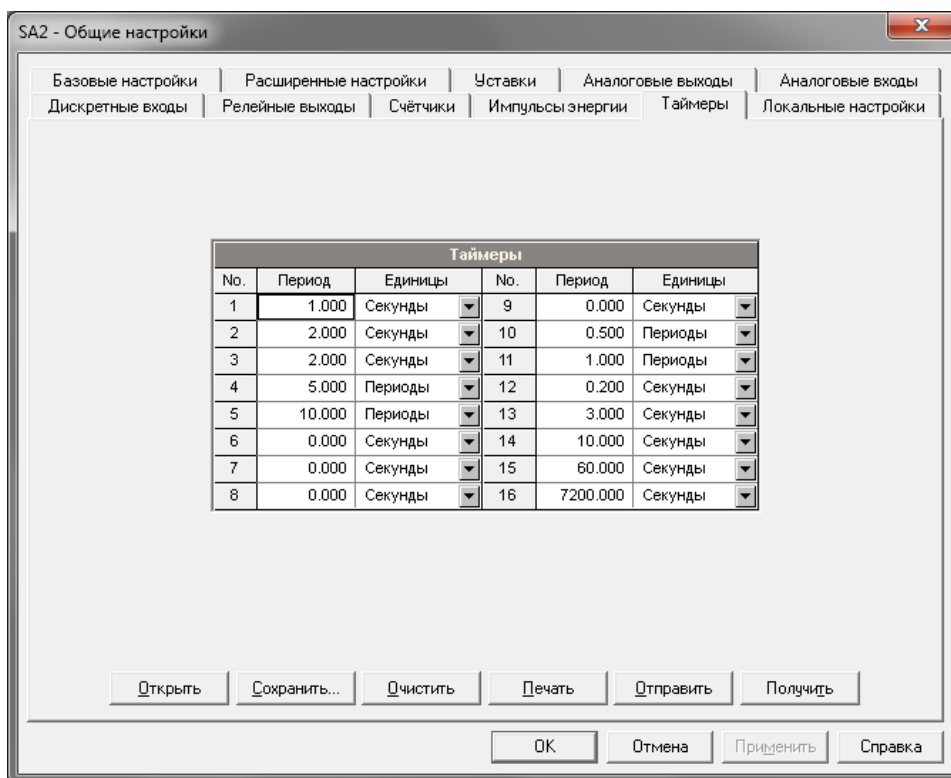 SA2 - Общие настройки
Базовые настройки Расширенные настройки Уставки Аналоговые выходы Аналоговые входы
Дискретные входы Релейные выходы Счётчики Импульсы энергии Таймеры Локальные настройки
Таймеры
No. Период Единицы No. Период Единицы
1 1.000 Секунды 9 0.000 Секунды
2 2.000 Секунды 10 0.500 Периоды
3 2.000 Секунды 11 1.000 Периоды
4 5.000 Периоды 12 0.200 Секунды
5 10.000 Периоды 13 3.000 Секунды
6 0.000 Секунды 14 10.000 Секунды
7 0.000 Секунды 15 60.000 Секунды
8 0.000 Секунды 16 7200.000 Секунды
Открыть Сохранить... Очистить Печать Отправить Получить
OK Отмена Применить Справка